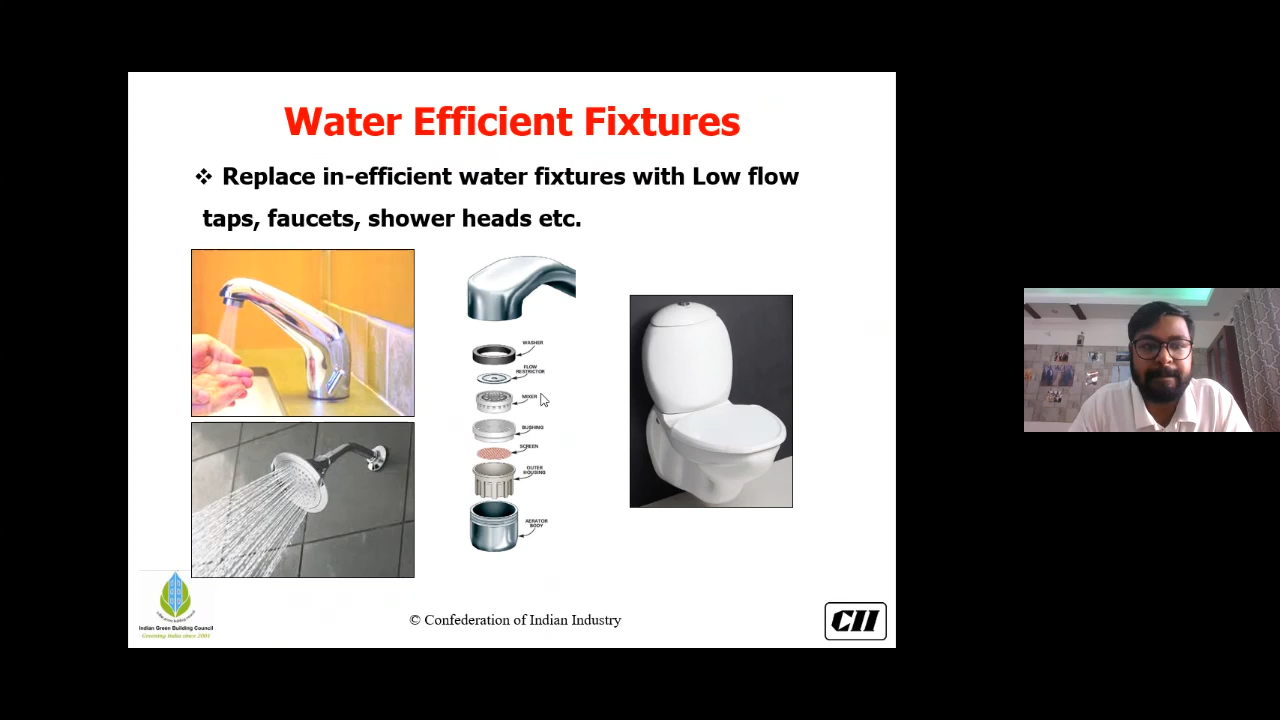 Water Efficient Fixtures
❖ Replace in-efficient water fixtures with Low flow
taps, faucets, shower heads etc.
WASHER
FLOW
RESTRICTOR
MIXER
BUSHING
SCREEN
OUTER
HOUSING
AERATOR
BODY
Indian Green Building Council
Greening India since 2001
© Confederation of Indian Industry
CII